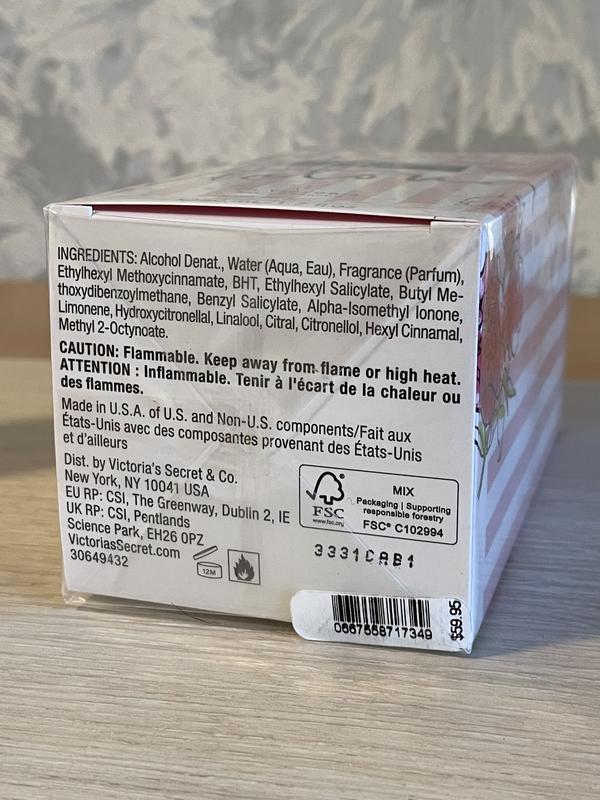 INGREDIENTS: Alcohol Denat., Water (Aqua, Eau), Fragrance (Parfum),
Ethylhexyl Methoxycinnamate, BHT, Ethylhexyl Salicylate, Butyl Me-
thoxydibenzoylmethane, Benzyl Salicylate, Alpha-Isomethyl Ionone,
Limonene, Hydroxycitronellal, Linalool, Citral, Citronellol, Hexyl Cinnamal,
Methyl 2-Octynoate.
CAUTION: Flammable. Keep away from flame or high heat.
ATTENTION : Inflammable. Tenir à l'écart de la chaleur ou
des flammes.
Made in U.S.A. of U.S. and Non-U.S. components/Fait aux
États-Unis avec des composantes provenant des États-Unis
et d'ailleurs
Dist. by Victoria's Secret & Co.
New York, NY 10041 USA
EU RP: CSI, The Greenway, Dublin 2, IE
UK RP: CSI, Pentlands
Science Park, EH26 0PZ
VictoriasSecret.com
30649432
12M
FSC
www.fsc.org
MIX
Packaging | Supporting
responsible forestry
FSC® C102994
3331CAB1
0667558717349
$59.95